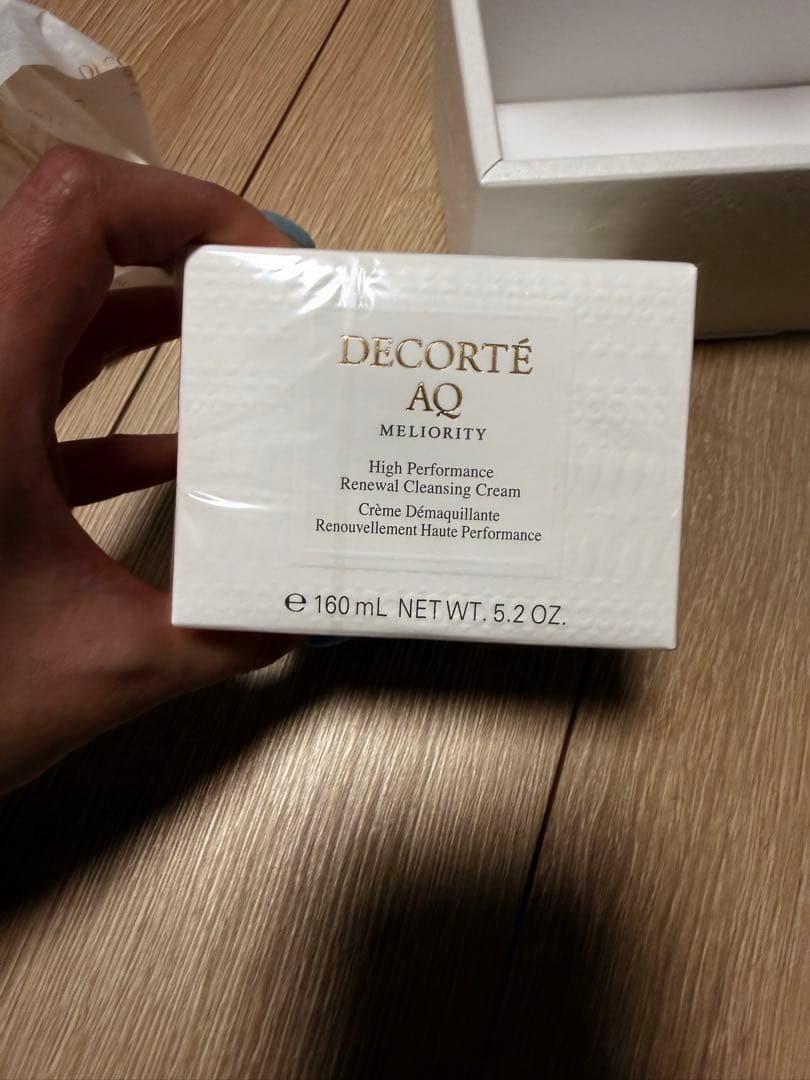 DECORTÉ
AQ
MELIORITY
High Performance
Renewal Cleansing Cream
Crème Démaquillante
Renouvellement Haute Performance
℮ 160 mL NET WT. 5.2 OZ.